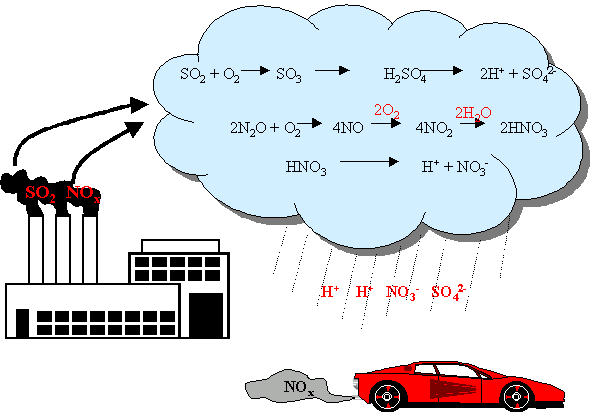 SO₂ + O₂ → SO₃ → H₂SO₄ → 2H⁺ + SO₄²⁻
2O₂ 2H₂O
2N₂O + O₂ → 4NO → 4NO₂ → 2HNO₃
HNO₃ → H⁺ + NO₃⁻
SO₂ NOₓ
H⁺ H⁺ NO₃⁻ SO₄²⁻
NOₓ